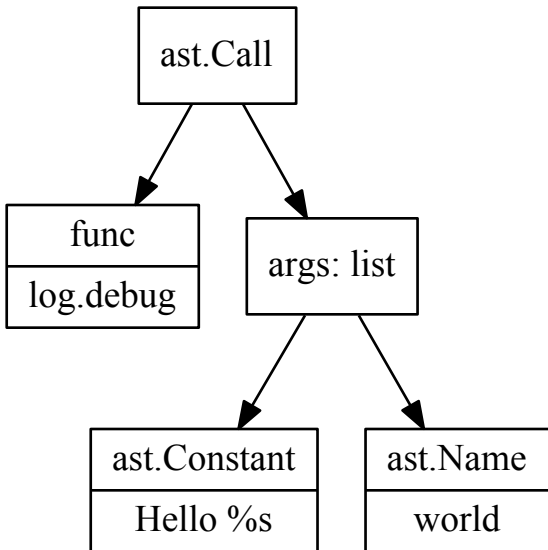 ast.Call
func
log.debug
args: list
ast.Constant
Hello %s
ast.Name
world